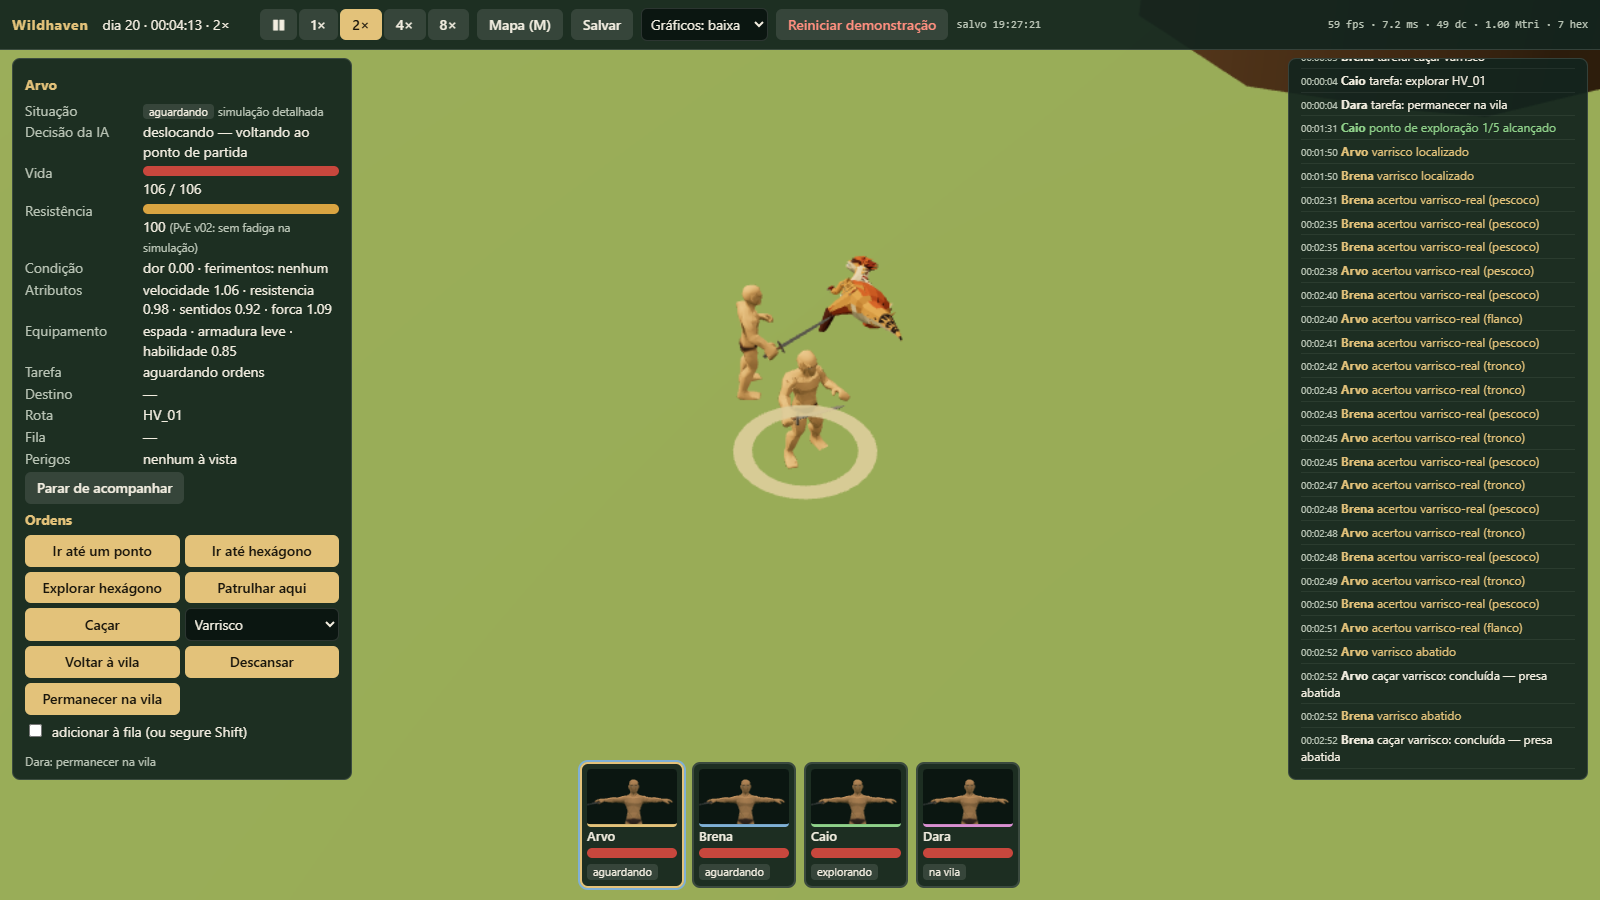 Wildhaven dia 20 · 00:04:13 · 2× 1× 2× 4× 8× Mapa (M) Salvar Gráficos: baixa Reiniciar demonstração salvo 19:27:21 59 fps · 7.2 ms · 49 dc · 1.00 Mtri · 7 hex
Arvo
Situação aguardando simulação detalhada
Decisão da IA deslocando — voltando ao
ponto de partida
Vida
106 / 106
Resistência
100 (PvE v02: sem fadiga na
simulação)
Condição dor 0.00 · ferimentos: nenhum
Atributos velocidade 1.06 · resistencia
0.98 · sentidos 0.92 · forca 1.09
Equipamento espada · armadura leve ·
habilidade 0.85
Tarefa aguardando ordens
Destino —
Rota HV_01
Fila —
Perigos nenhum à vista
Parar de acompanhar
Ordens
Ir até um ponto Ir até hexágono
Explorar hexágono Patrulhar aqui
Caçar Varrisco
Voltar à vila Descansar
Permanecer na vila
adicionar à fila (ou segure Shift)
Dara: permanecer na vila
Brena tarefa: caçar varrisco
00:00:04 Caio tarefa: explorar HV_01
00:00:04 Dara tarefa: permanecer na vila
00:01:31 Caio ponto de exploração 1/5 alcançado
00:01:50 Arvo varrisco localizado
00:01:50 Brena varrisco localizado
00:02:31 Brena acertou varrisco-real (pescoco)
00:02:35 Brena acertou varrisco-real (pescoco)
00:02:35 Brena acertou varrisco-real (pescoco)
00:02:38 Arvo acertou varrisco-real (pescoco)
00:02:40 Brena acertou varrisco-real (pescoco)
00:02:40 Arvo acertou varrisco-real (flanco)
00:02:41 Brena acertou varrisco-real (pescoco)
00:02:42 Arvo acertou varrisco-real (tronco)
00:02:43 Arvo acertou varrisco-real (tronco)
00:02:43 Brena acertou varrisco-real (pescoco)
00:02:45 Arvo acertou varrisco-real (tronco)
00:02:45 Brena acertou varrisco-real (pescoco)
00:02:47 Arvo acertou varrisco-real (tronco)
00:02:48 Brena acertou varrisco-real (pescoco)
00:02:48 Arvo acertou varrisco-real (tronco)
00:02:48 Brena acertou varrisco-real (pescoco)
00:02:49 Arvo acertou varrisco-real (tronco)
00:02:50 Brena acertou varrisco-real (pescoco)
00:02:51 Arvo acertou varrisco-real (flanco)
00:02:52 Arvo varrisco abatido
00:02:52 Arvo caçar varrisco: concluída — presa
abatida
00:02:52 Brena varrisco abatido
00:02:52 Brena caçar varrisco: concluída — presa
abatida
Arvo Brena Caio Dara
aguardando aguardando explorando na vila